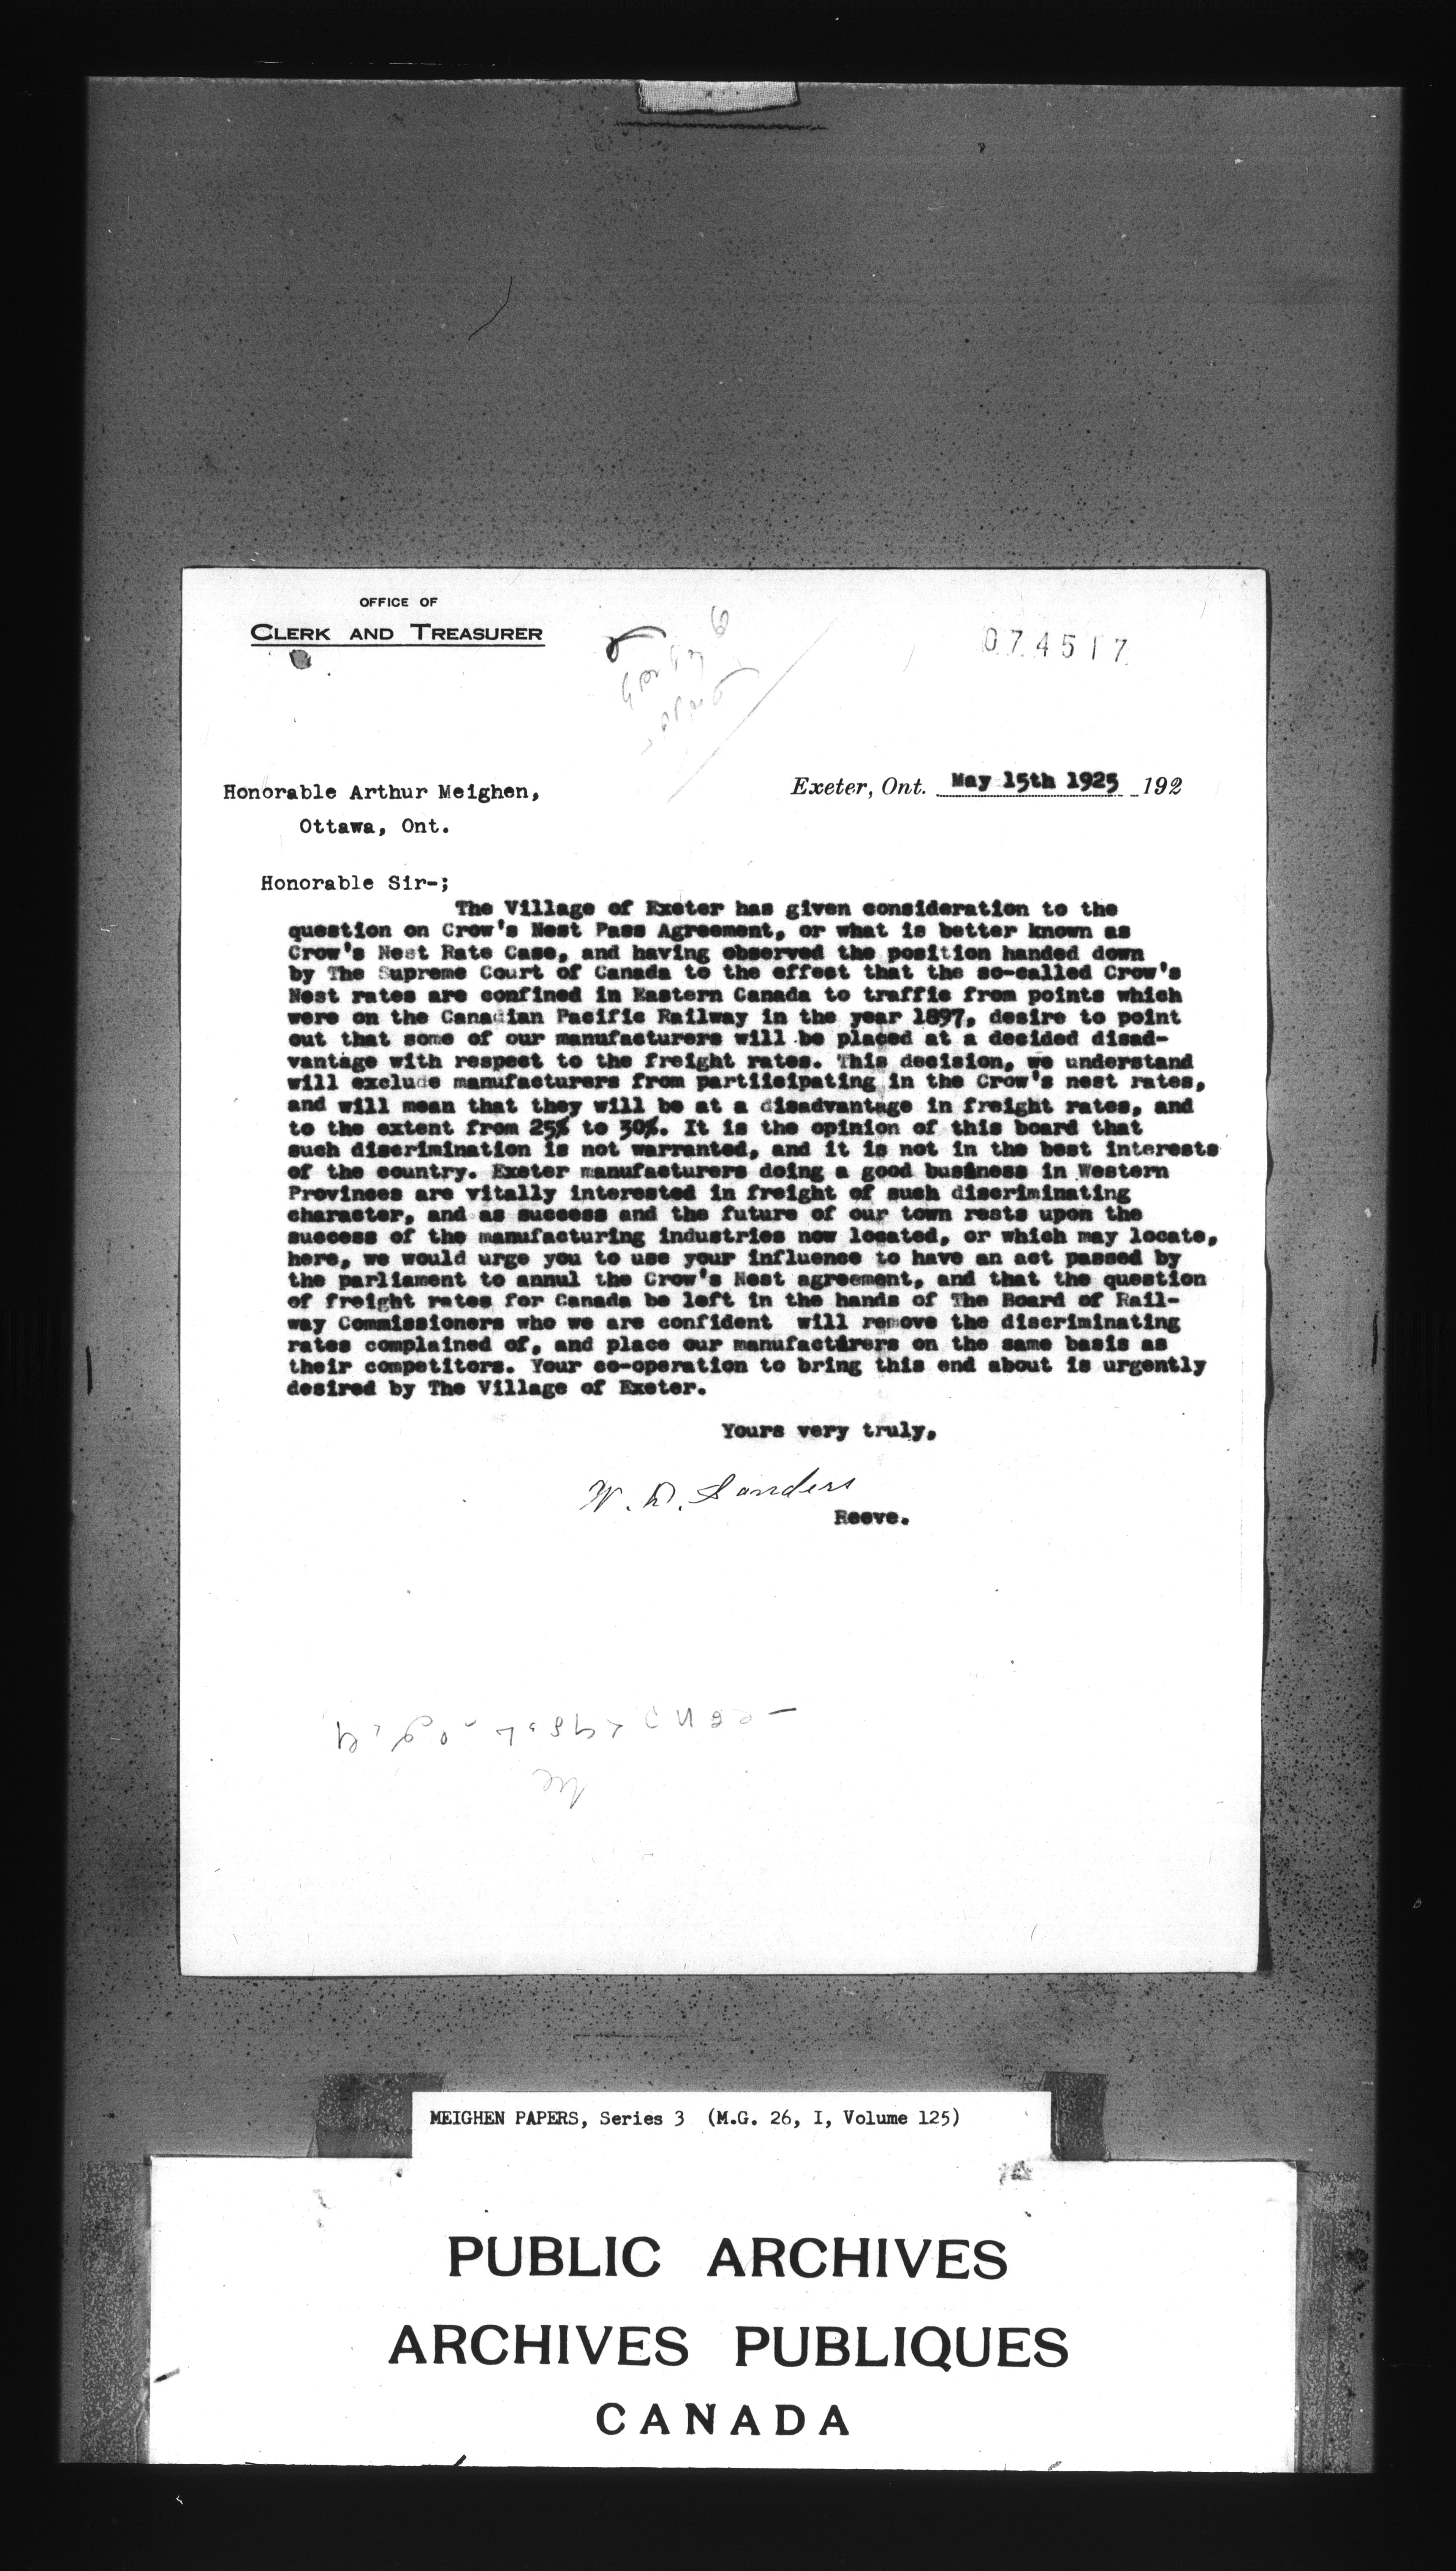 OFFICE OF
CLERK AND TREASURER
074517
Exeter, Ont. May 15th 1925 192
Honorable Arthur Meighen,
Ottawa, Ont.
Honorable Sir-;
The Village of Exeter has given consideration to the
question on Crow's Nest Pass Agreement, or what is better known as
Crow's Nest Rate Case, and having observed the position handed down
by The Supreme Court of Canada to the effect that the so-called Crow's
Nest rates are confined in Eastern Canada to traffic from points which
were on the Canadian Pacific Railway in the year 1897, desire to point
out that some of our manufacturers will be placed at a decided disad-
vantage with respect to the freight rates. This decision, we understand
will exclude manufacturers from partiicipating in the Crow's nest rates,
and will mean that they will be at a disadvantage in freight rates, and
to the extent from 25% to 30%. It is the opinion of this board that
such discrimination is not warranted, and it is not in the best interests
of the country. Exeter manufacturers doing a good business in Western
Provinces are vitally interested in freight of such discriminating
character, and as success and the future of our town rests upon the
success of the manufacturing industries now located, or which may locate,
here, we would urge you to use your influence to have an act passed by
the parliament to annul the Crow's Nest agreement, and that the question
of freight rates for Canada be left in the hands of The Board of Rail-
way Commissioners who we are confident will remove the discriminating
rates complained of, and place our manufacturers on the same basis as
their competitors. Your co-operation to bring this end about is urgently
desired by The Village of Exeter.
Yours very truly,
W. D. Sanders
Reeve.
MEIGHEN PAPERS, Series 3 (M.G. 26, I, Volume 125)
PUBLIC ARCHIVES
ARCHIVES PUBLIQUES
CANADA